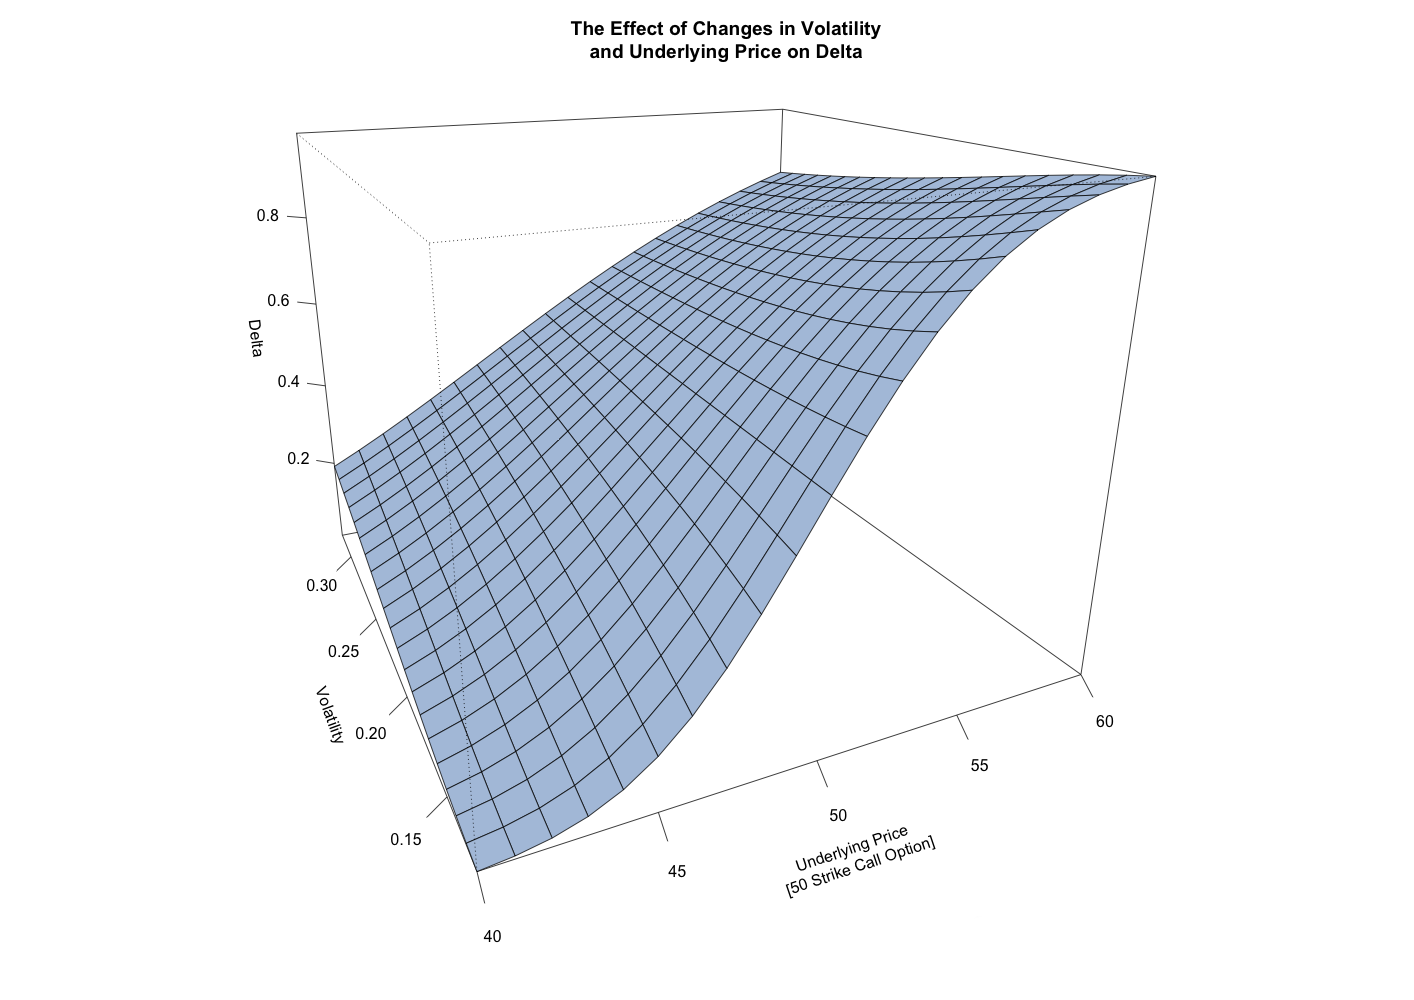 The Effect of Changes in Volatility
and Underlying Price on Delta
0.8
0.6
Delta
0.4
0.2
0.30
0.25
Volatility
0.20
0.15
60
55
50
45
40
Underlying Price
[50 Strike Call Option]